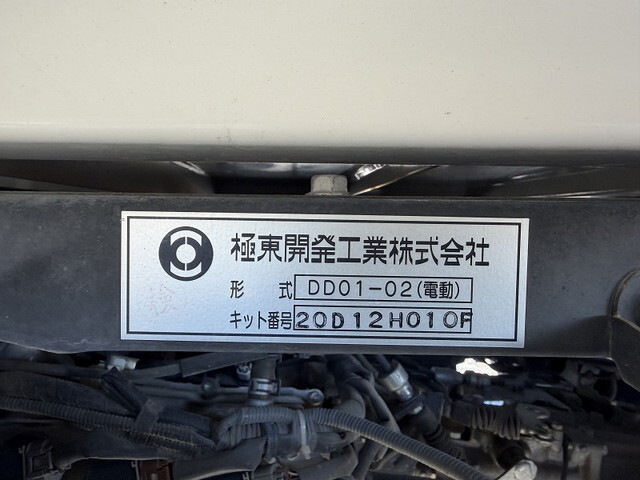 極東開発工業株式会社
形 式 DD01-02(電動)
キット番号 20D12H010F